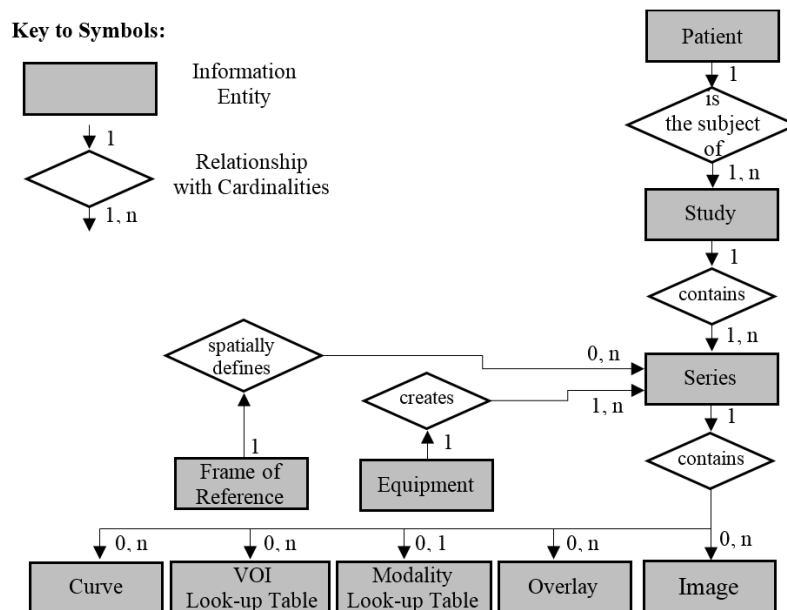 Key to Symbols:
Information
Entity
1
Relationship
with Cardinalities
1, n
Patient
1
is
the subject
of
1, n
Study
1
contains
1, n
spatially
defines
0, n
Series
creates
1, n
1
1
1
contains
Frame of
Reference
Equipment
0, n
0, n
0, 1
0, n
0, n
Curve
VOI
Look-up Table
Modality
Look-up Table
Overlay
Image